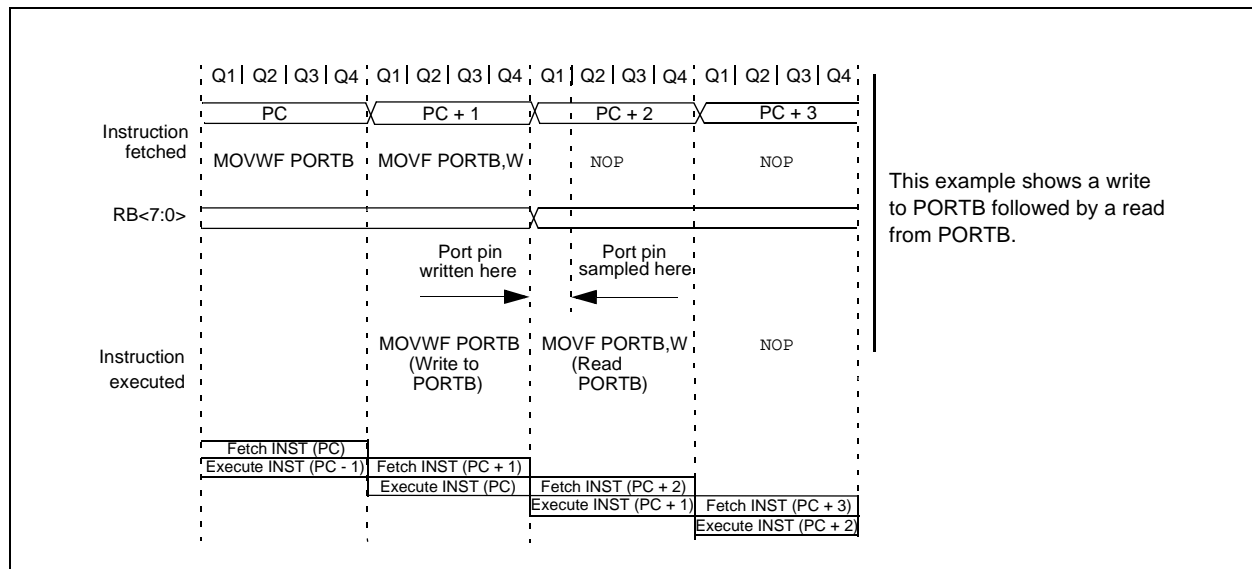 Q1 Q2 Q3 Q4 Q1 Q2 Q3 Q4 Q1 Q2 Q3 Q4 Q1 Q2 Q3 Q4
PC PC + 1 PC + 2 PC + 3
Instruction
fetched
MOVWF PORTB MOVF PORTB,W NOP NOP
This example shows a write
to PORTB followed by a read
from PORTB.
RB<7:0>
Port pin
written here
Port pin
sampled here
Instruction
executed
MOVWF PORTB
(Write to
PORTB)
MOVF PORTB,W
(Read
PORTB)
NOP
Fetch INST (PC)
Execute INST (PC - 1) Fetch INST (PC + 1)
Execute INST (PC) Fetch INST (PC + 2)
Execute INST (PC + 1) Fetch INST (PC + 3)
Execute INST (PC + 2)